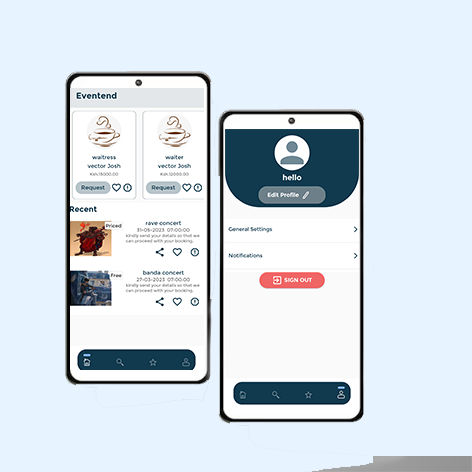 Eventend
waitress
vector Josh
Ksh:15000.00
Request
waiter
vector Josh
Ksh:12000.00
Request
Recent
Priced
rave concert
31-05-2023 07:00:00
kindly send your details so that we
can proceed with your booking.
Free
banda concert
27-03-2023 07:00:00
kindly send your details so that we
can proceed with your booking.
hello
Edit Profile
General Settings
Notifications
SIGN OUT